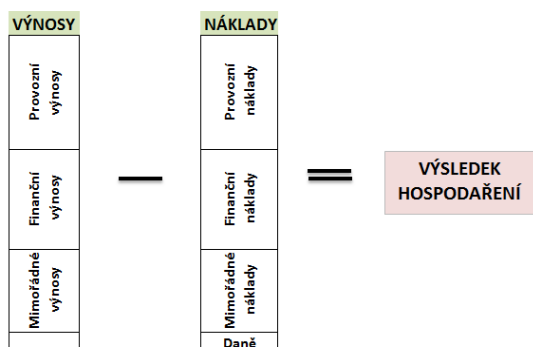 VÝNOSY
Provozní
výnosy
Finanční
výnosy
Mimořádné
výnosy
NÁKLADY
Provozní
náklady
Finanční
náklady
Mimořádné
náklady
Daně
VÝSLEDEK
HOSPODAŘENÍ